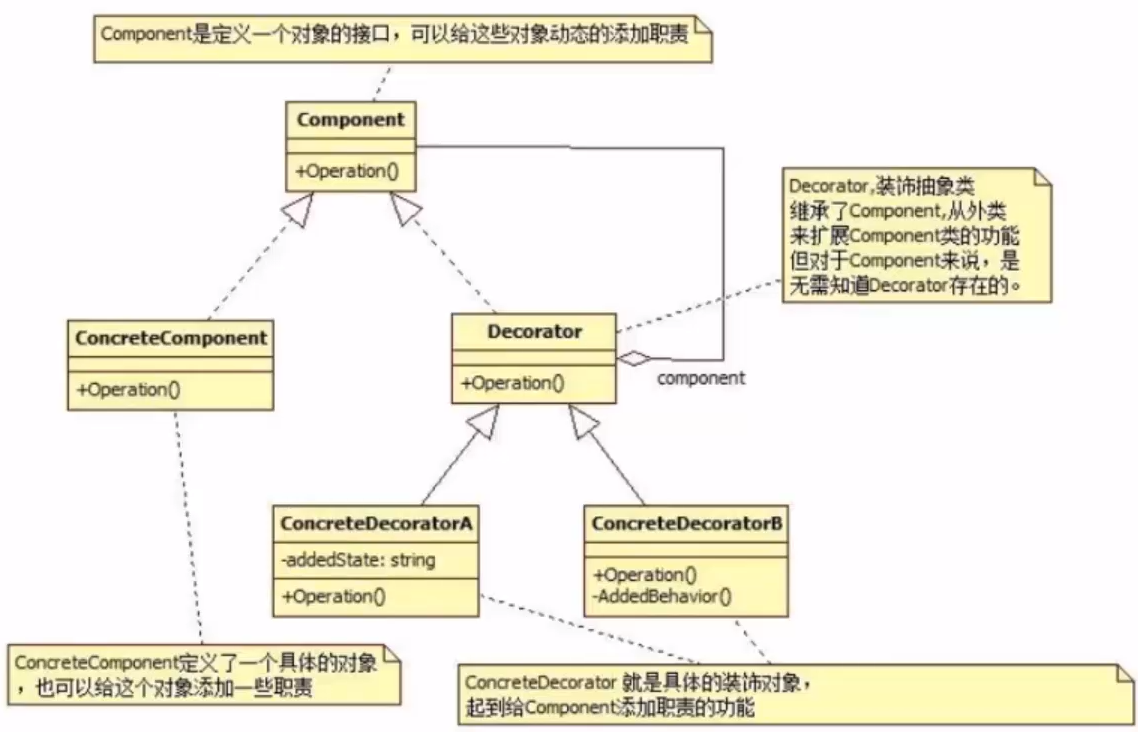 Component是定义一个对象的接口，可以给这些对象动态的添加职责
Component
+Operation()
Decorator,装饰抽象类
继承了Component,从外类
来扩展Component类的功能
但对于Component来说，是
无需知道Decorator存在的。
ConcreteComponent
+Operation()
Decorator
+Operation()
component
ConcreteDecoratorA
-addedState: string
+Operation()
ConcreteDecoratorB
+Operation()
-AddedBehavior()
ConcreteComponent定义了一个具体的对象
，也可以给这个对象添加一些职责
ConcreteDecorator 就是具体的装饰对象，
起到给Component添加职责的功能